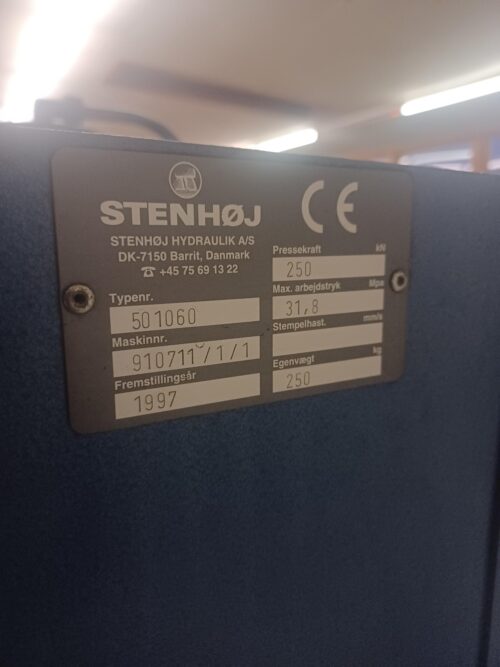 STENHØJ
STENHØJ HYDRAULIK A/S
DK-7150 Barrit, Danmark
☎ +45 75 69 13 22
Typenr.
501060
Maskinnr.
910711/1/1
Fremstillingsår
1997
CE
Pressekraft kN
250
Max. arbejdstryk Mpa
31,8
Stempelhast. mm/s
Egenvægt kg
250